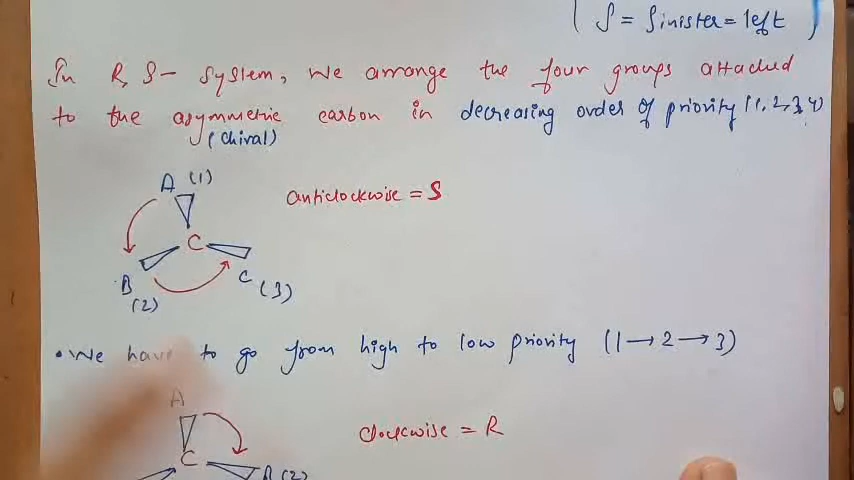 ( S = Sinister = left )
In R, S - System, We arrange the four groups attached
to the asymmetric carbon in decreasing order of priority (1, 2, 3, 4)
(Chiral)
A (1)
anticlockwise = S
C
B
(2)
C (3)
• We have to go from high to low priority (1 → 2 → 3)
A
Clockwise = R
C
B(2)